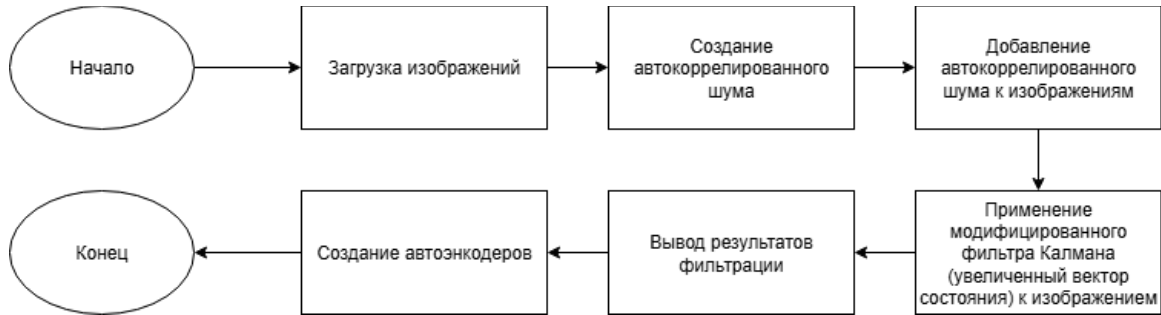 Начало
Загрузка изображений
Создание
автокоррелированного
шума
Добавление
автокоррелированного
шума к изображениям
Применение
модифицированного
фильтра Калмана
(увеличенный вектор
состояния) к изображением
Вывод результатов
фильтрации
Создание автоэнкодеров
Конец